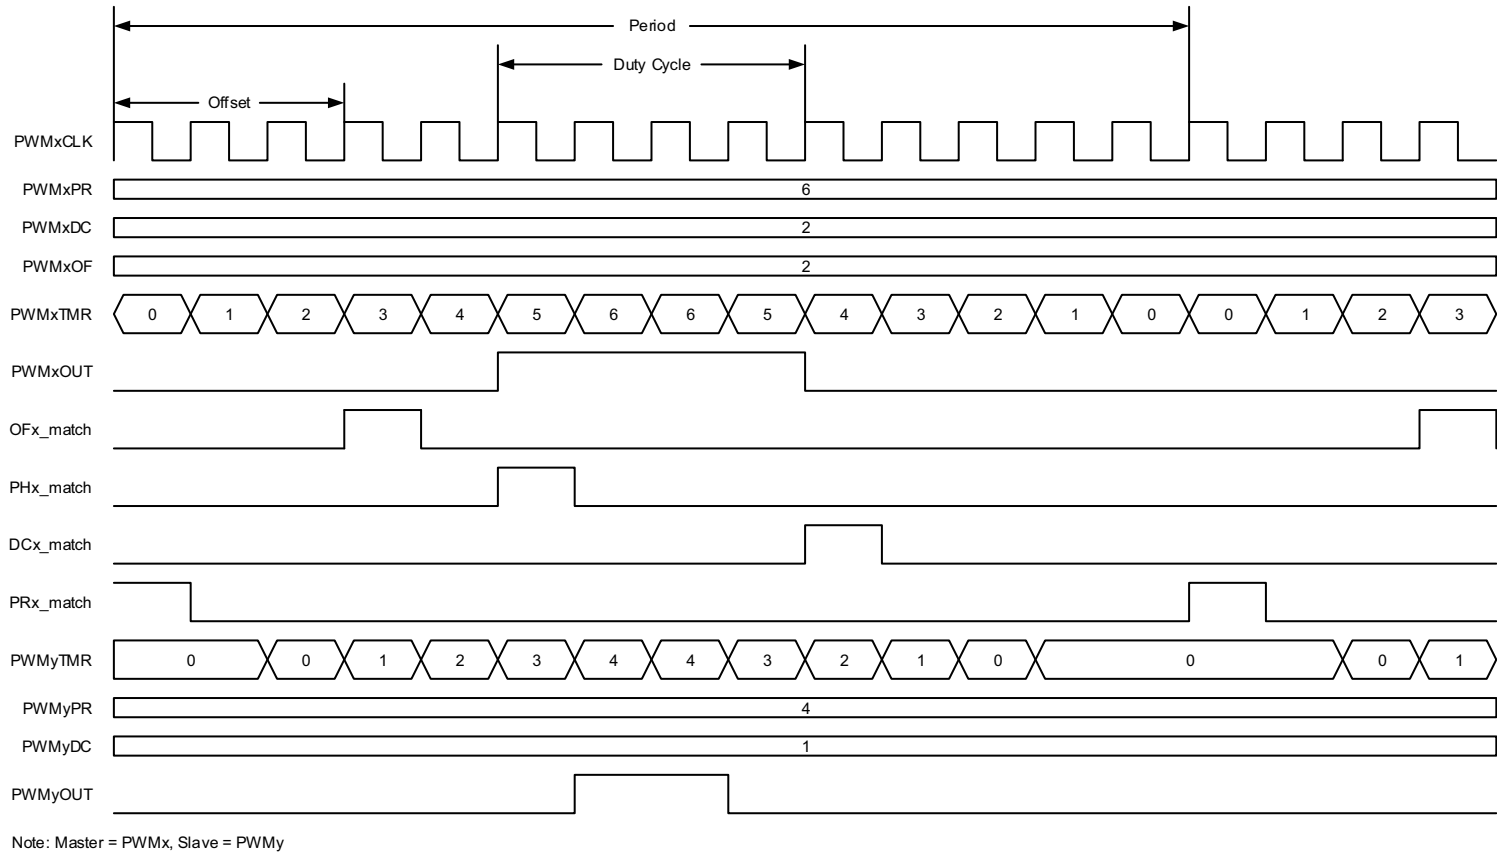 Period
Duty Cycle
Offset
PWMxCLK
PWMxPR 6
PWMxDC 2
PWMxOF 2
PWMxTMR 0 1 2 3 4 5 6 6 5 4 3 2 1 0 0 1 2 3
PWMxOUT
OFx_match
PHx_match
DCx_match
PRx_match
PWMyTMR 0 0 1 2 3 4 4 3 2 1 0 0 0 1
PWMyPR 4
PWMyDC 1
PWMyOUT
Note: Master = PWMx, Slave = PWMy